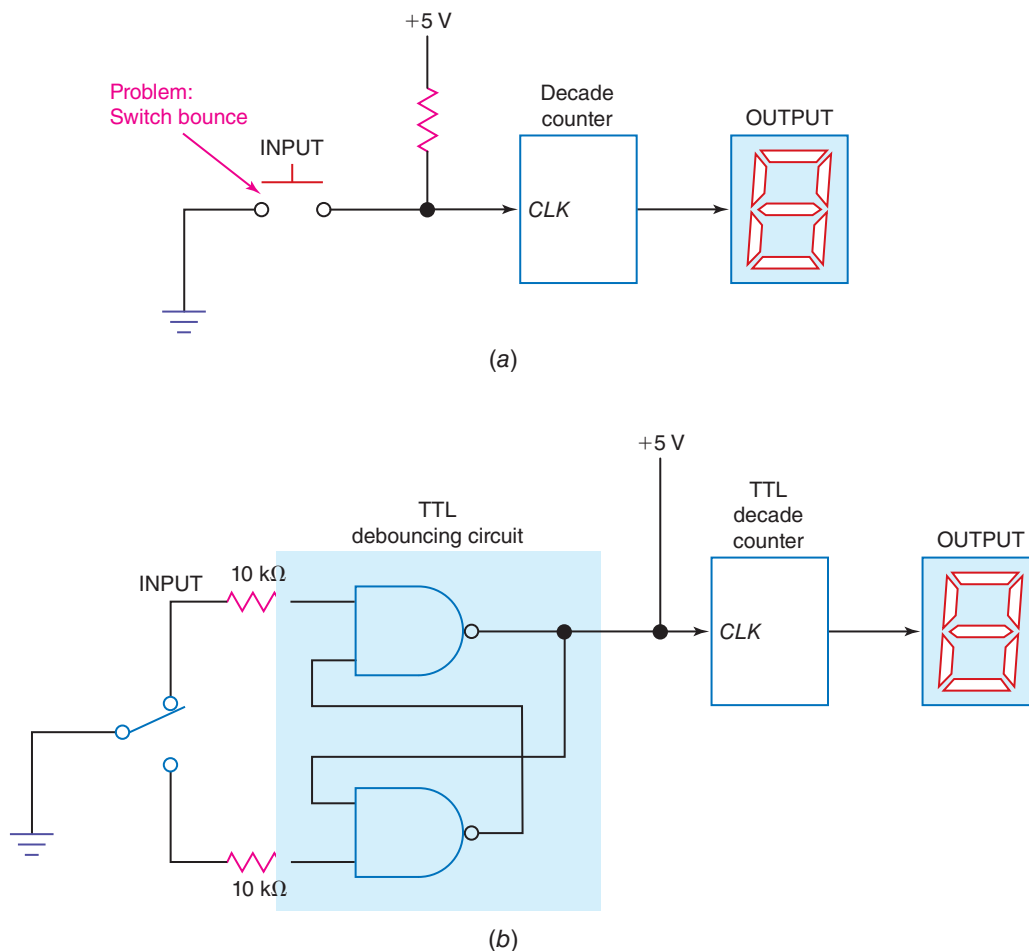 +5 V
Problem:
Switch bounce
INPUT
Decade
counter
OUTPUT
CLK
(a)
+5 V
TTL
debouncing circuit
TTL
decade
counter
OUTPUT
INPUT
10 kΩ
CLK
10 kΩ
(b)